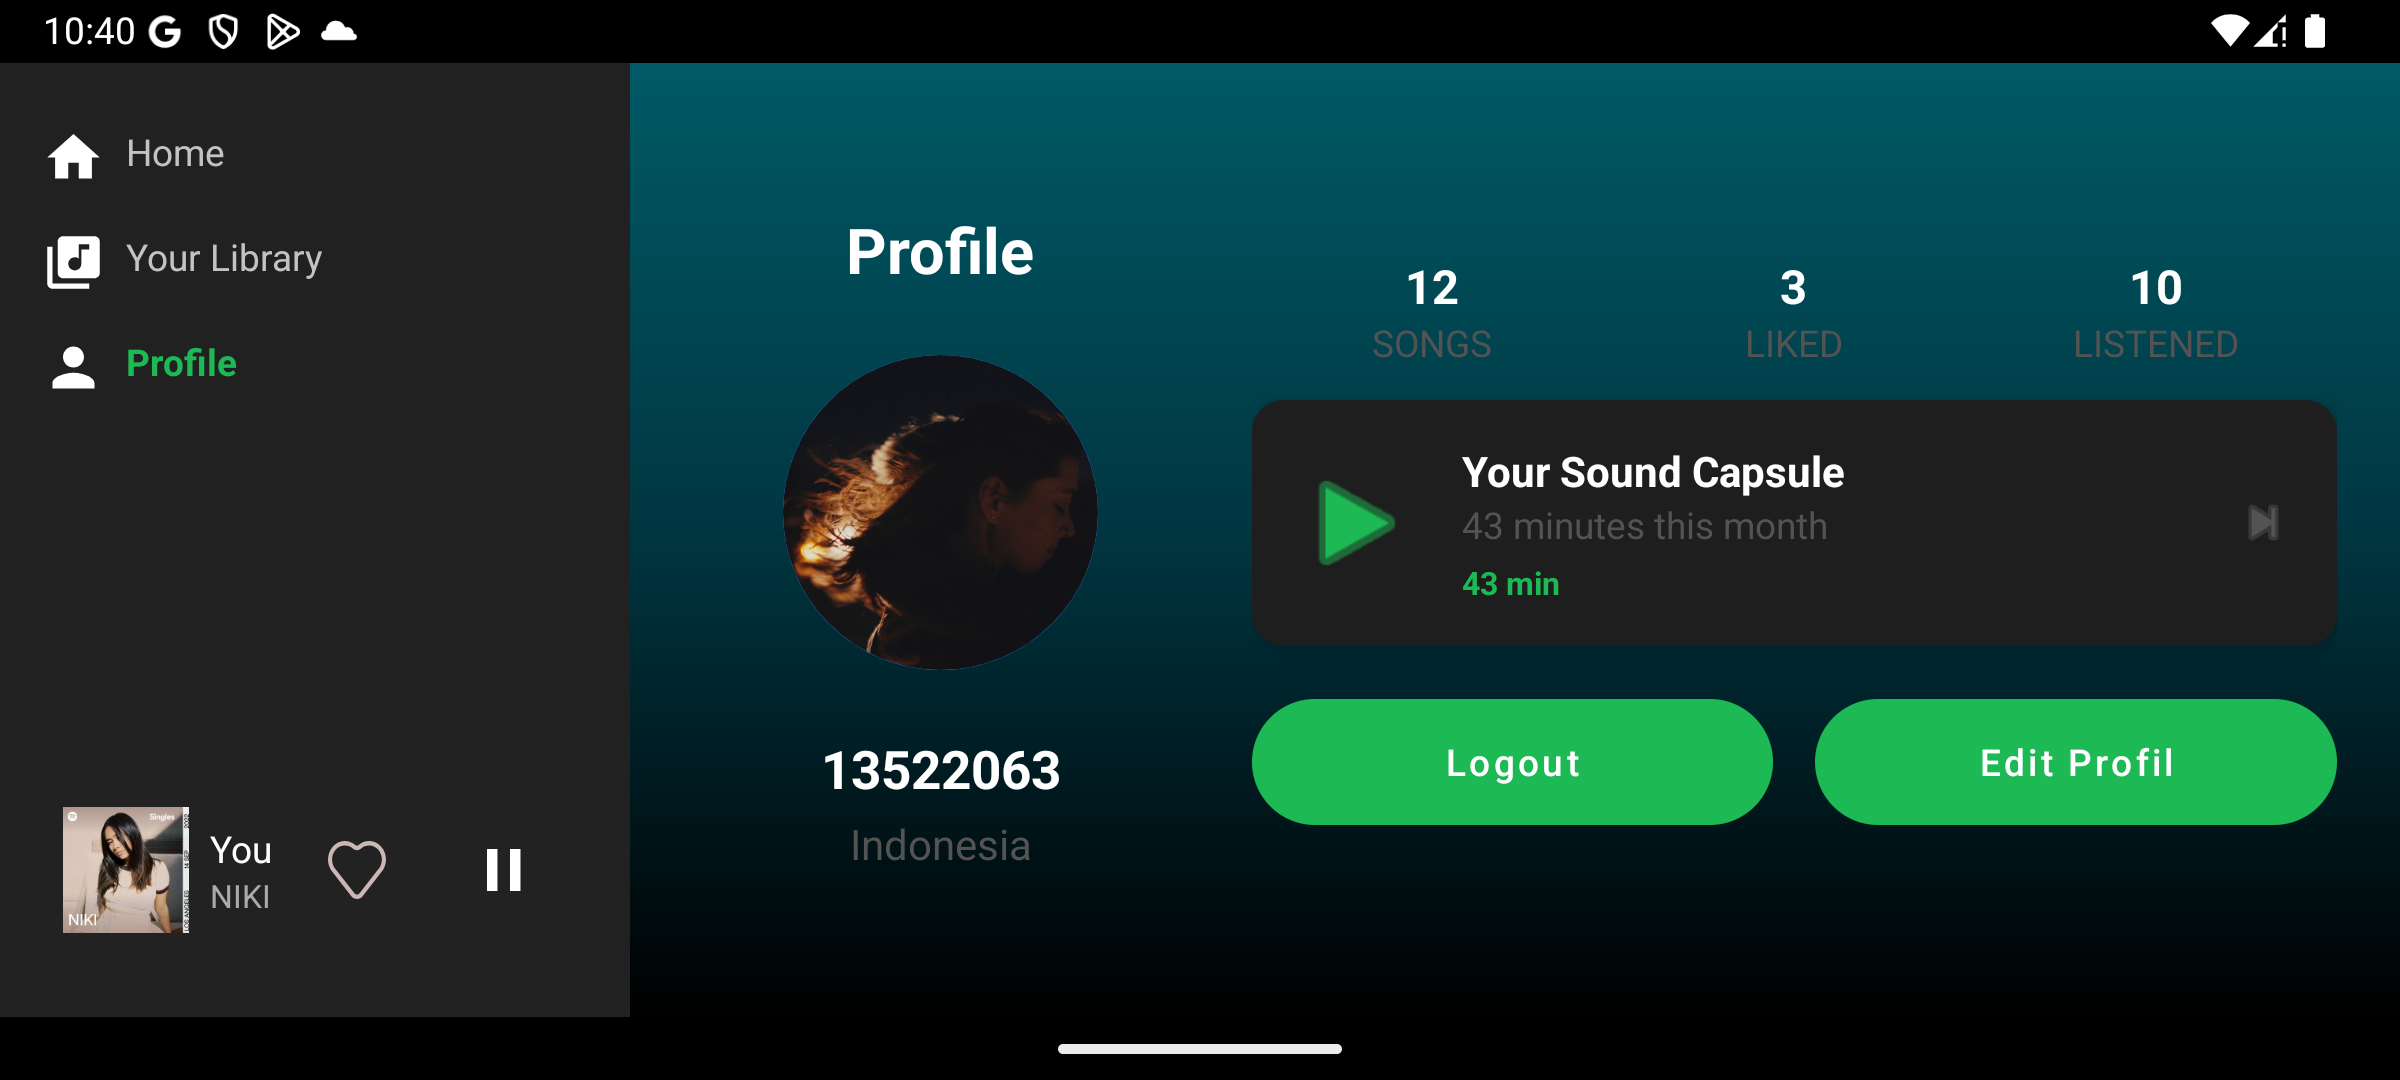 10:40
Home
Your Library
Profile
You
NIKI
Singles
NIKI
Profile
13522063
Indonesia
12
SONGS
3
LIKED
10
LISTENED
Your Sound Capsule
43 minutes this month
43 min
Logout
Edit Profil